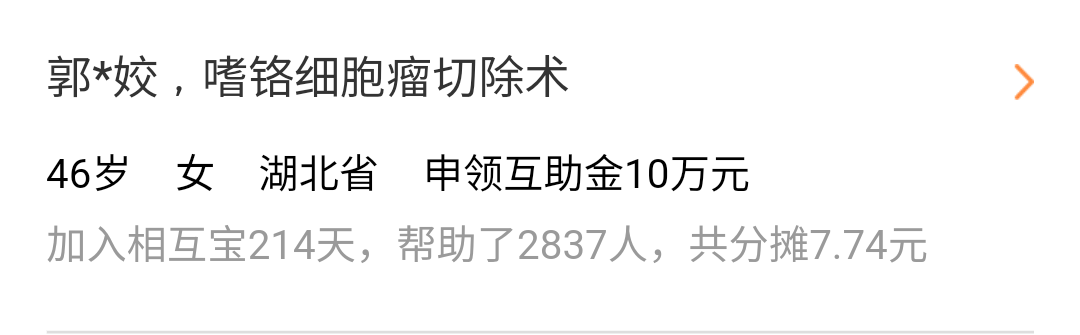 郭*姣，嗜铬细胞瘤切除术
46岁 女 湖北省 申领互助金10万元
加入相互宝214天，帮助了2837人，共分摊7.74元